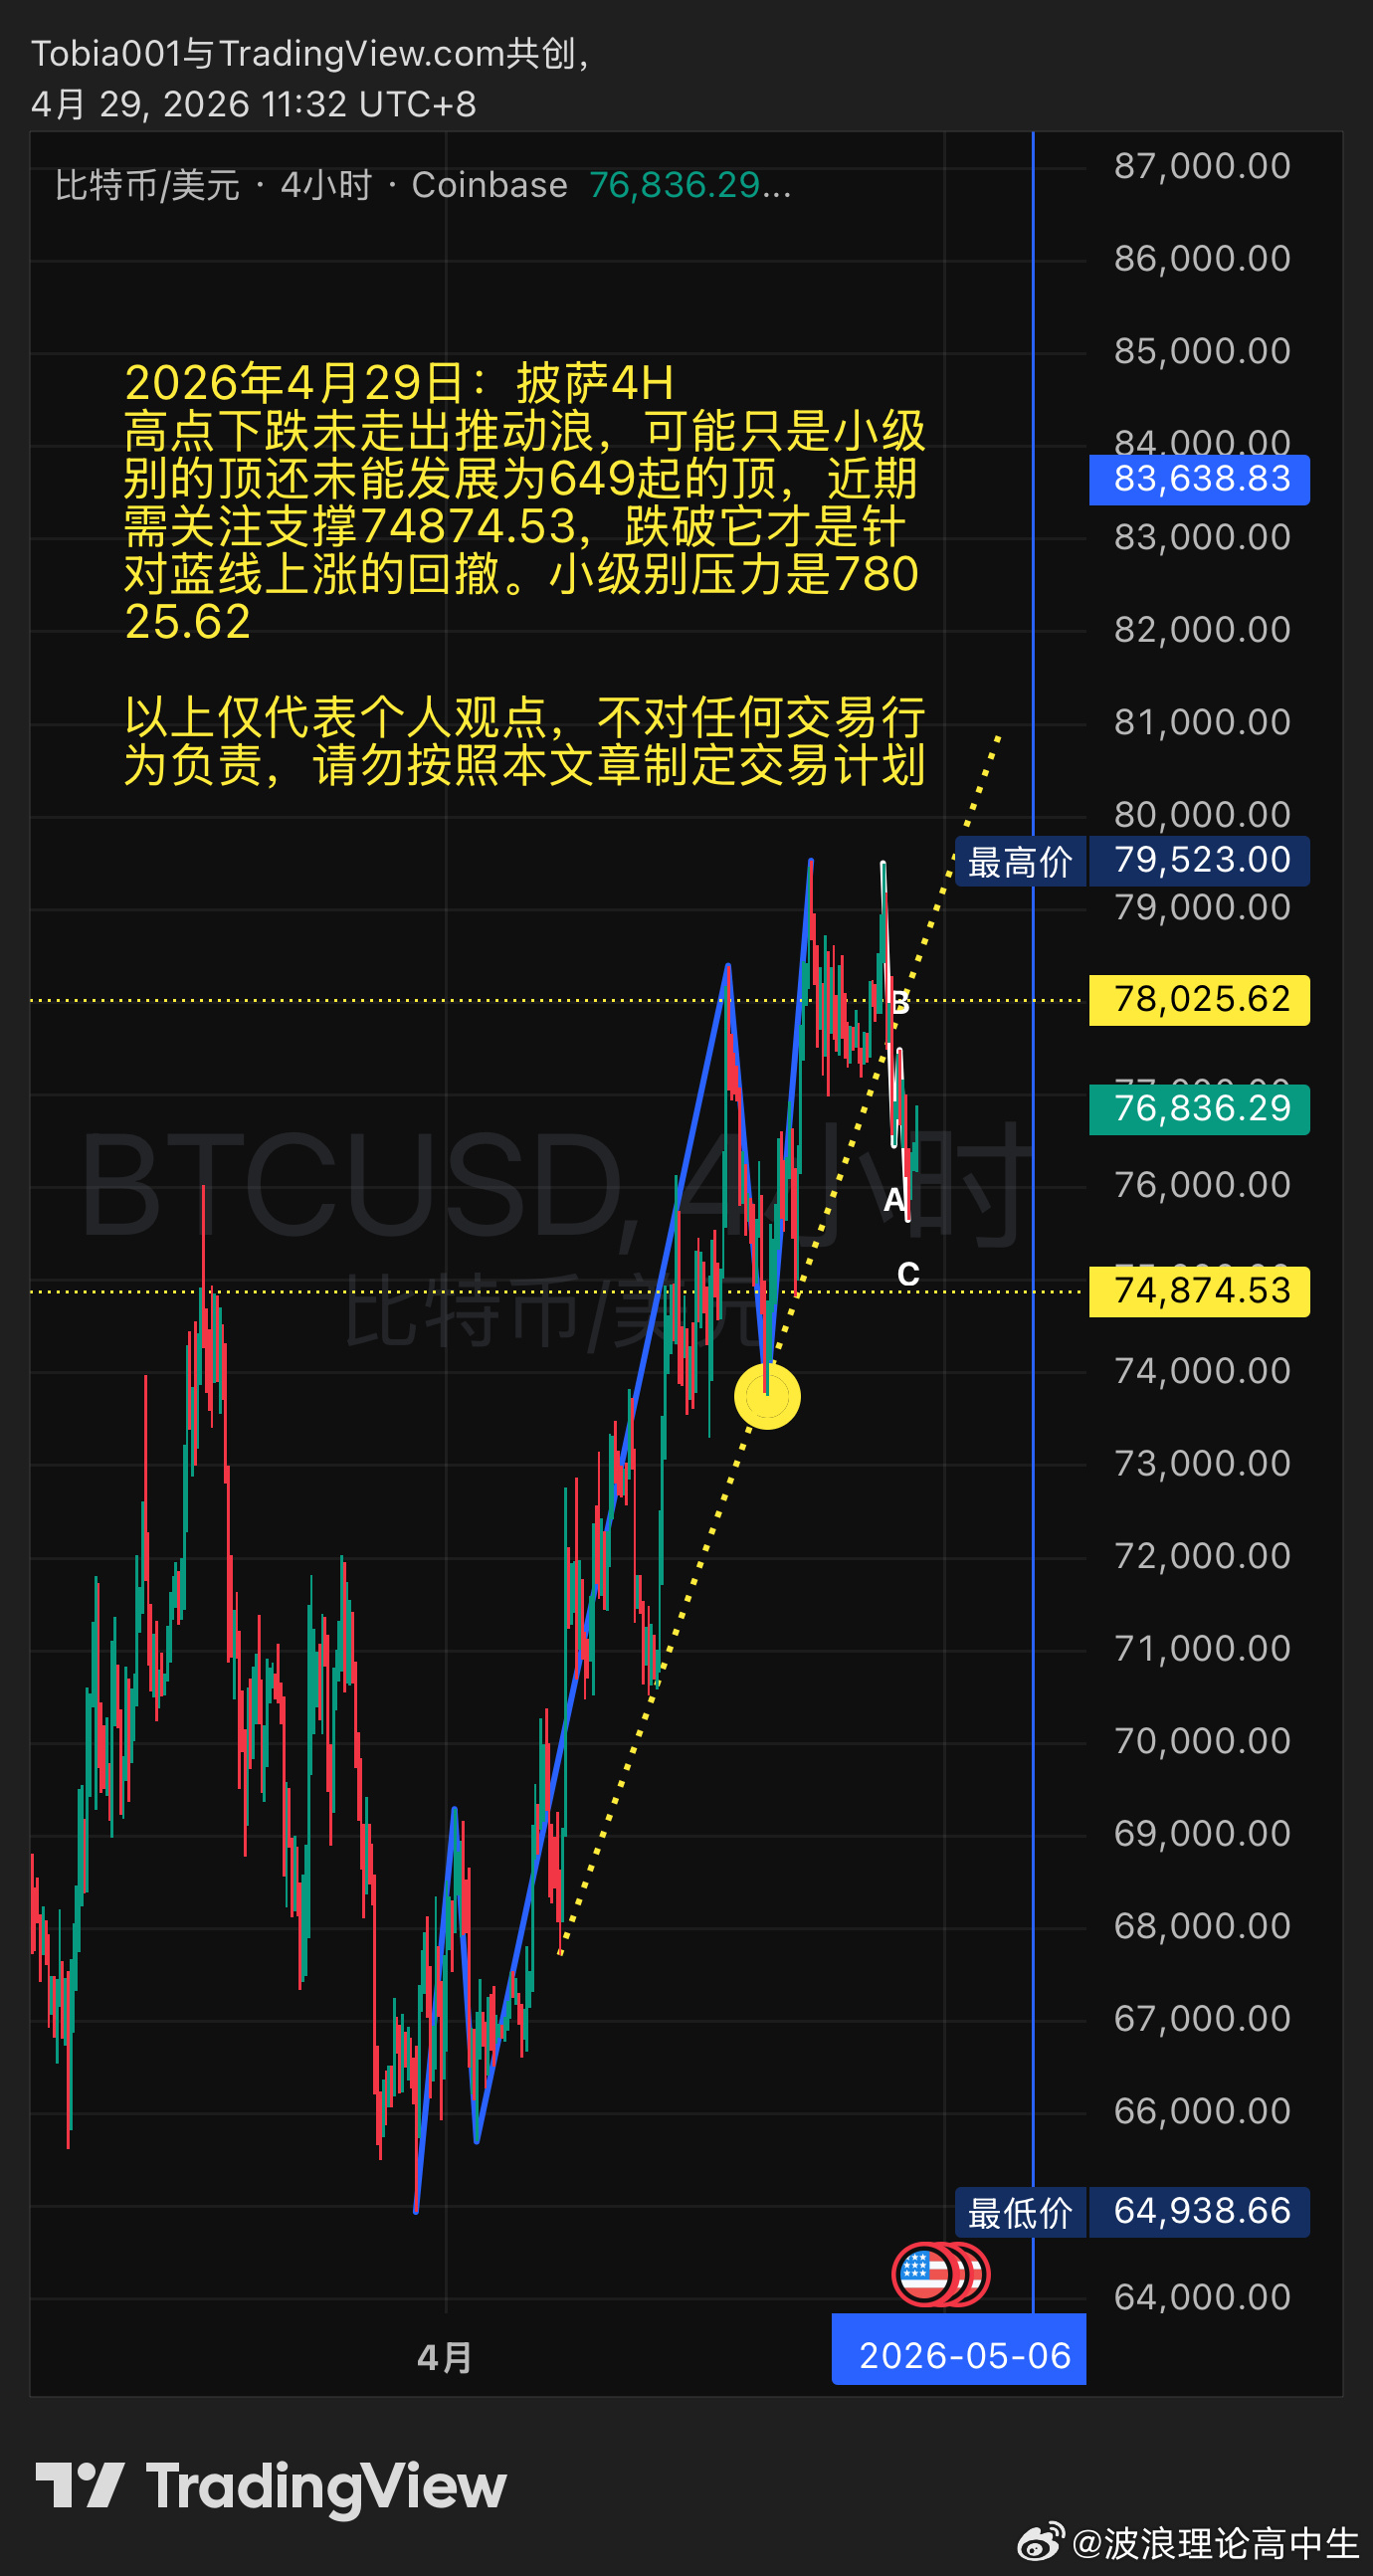 Tobia001与TradingView.com共创，
4月 29, 2026 11:32 UTC+8
比特币/美元 · 4小时 · Coinbase 76,836.29...
87,000.00
86,000.00
85,000.00
2026年4月29日：披萨4H
高点下跌未走出推动浪，可能只是小级
别的顶还未能发展为649起的顶，近期
需关注支撑74874.53，跌破它才是针
对蓝线上涨的回撤。小级别压力是780
25.62
84,000.00
83,638.83
83,000.00
82,000.00
以上仅代表个人观点，不对任何交易行
为负责，请勿按照本文章制定交易计划
81,000.00
80,000.00
最高价 79,523.00
79,000.00
B
78,025.62
76,836.29
BTCUSD, 4小时
比特币/美元
A
76,000.00
C
74,874.53
74,000.00
73,000.00
72,000.00
71,000.00
70,000.00
69,000.00
68,000.00
67,000.00
66,000.00
最低价 64,938.66
64,000.00
4月
2026-05-06
TradingView
@波浪理论高中生